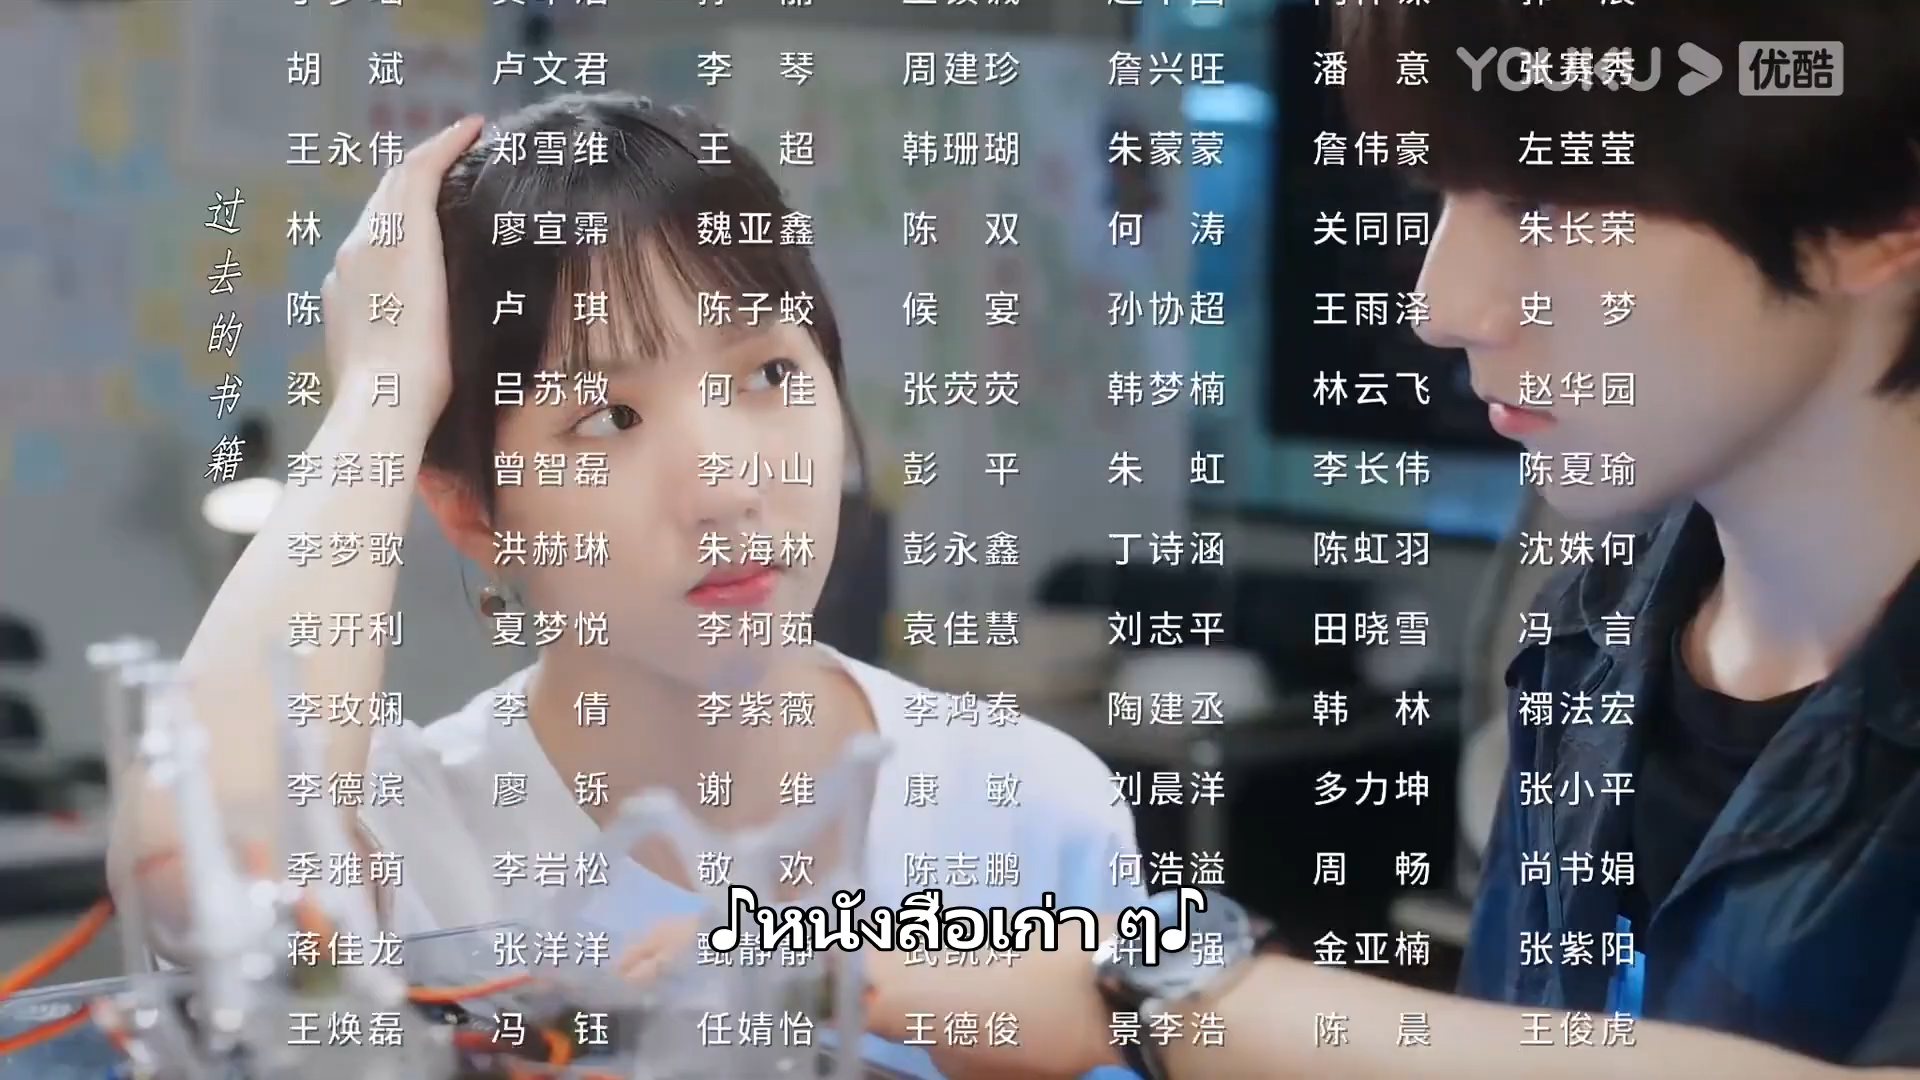 胡斌 卢文君 李琴 周建珍 詹兴旺 潘意 张赛秀
YOUKU 优酷
王永伟 郑雪维 王超 韩珊瑚 朱蒙蒙 詹伟豪 左莹莹
林娜 廖宣霈 魏亚鑫 陈双 何涛 关同同 朱长荣
陈玲 卢琪 陈子蛟 候宴 孙协超 王雨泽 史梦
梁月 吕苏微 何佳 张荧荧 韩梦楠 林云飞 赵华园
李泽菲 曾智磊 李小山 彭平 朱虹 李长伟 陈夏瑜
李梦歌 洪赫琳 朱海林 彭永鑫 丁诗涵 陈虹羽 沈姝何
黄开利 夏梦悦 李柯茹 袁佳慧 刘志平 田晓雪 冯言
李玫娴 李倩 李紫薇 李鸿泰 陶建丞 韩林 禤法宏
李德滨 廖铄 谢维 康敏 刘晨洋 多力坤 张小平
季雅萌 李岩松 敬欢 陈志鹏 何浩溢 周畅 尚书娟
蒋佳龙 张洋洋 甄静静 许强 金亚楠 张紫阳
王焕磊 冯钰 任婧怡 王德俊 景李浩 陈晨 王俊虎
过去的书籍
♪หนังสือเก่า ๆ♪